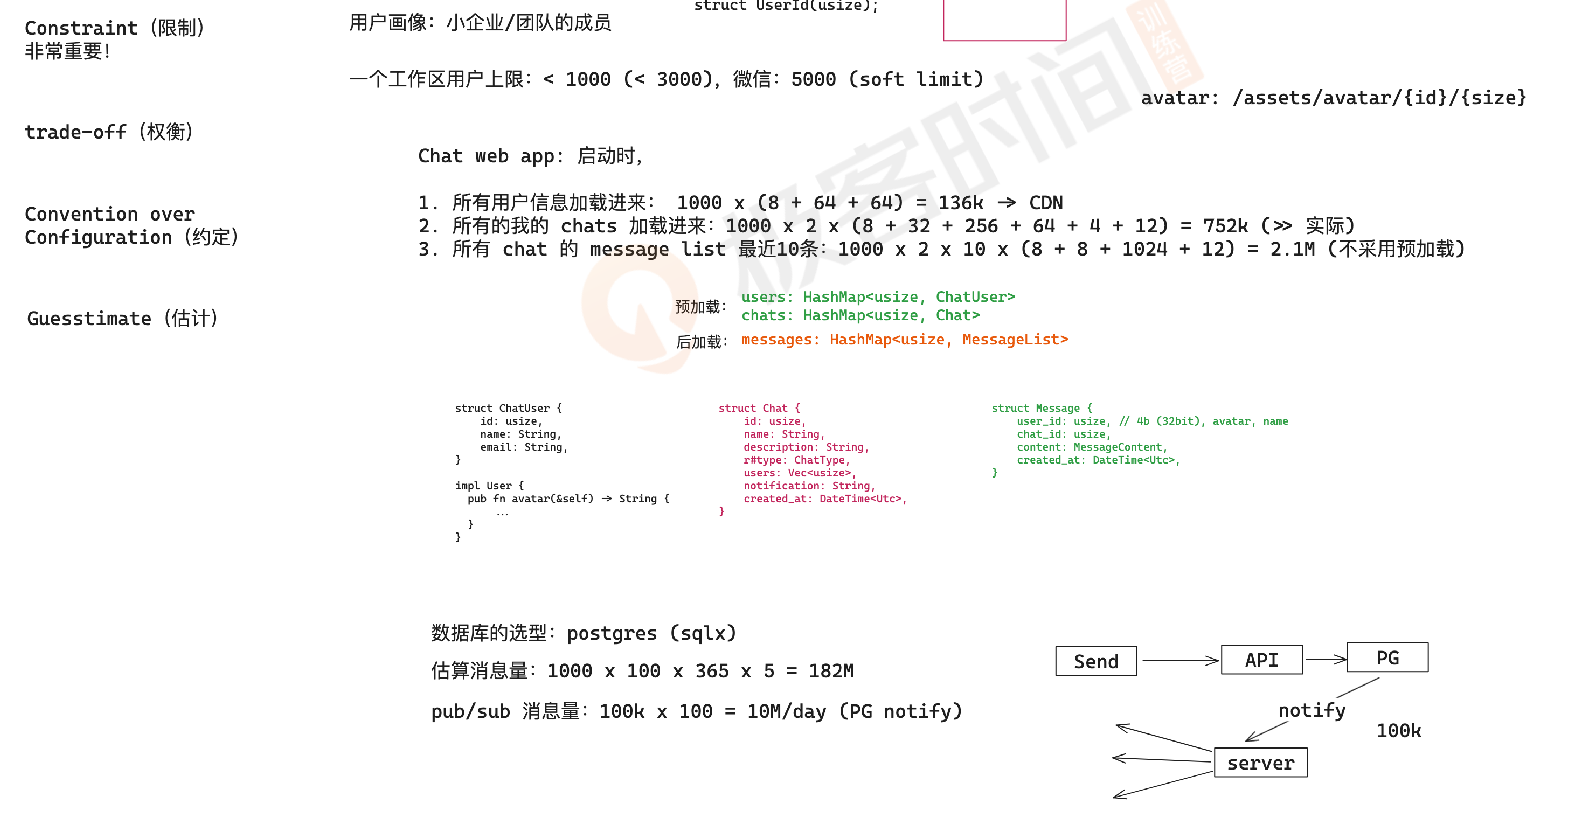 struct UserId(usize);
Constraint（限制）
非常重要！
用户画像：小企业/团队的成员
一个工作区用户上限：< 1000 (< 3000)，微信：5000 (soft limit)
avatar: /assets/avatar/{id}/{size}
trade-off（权衡）
Chat web app: 启动时，
1. 所有用户信息加载进来： 1000 x (8 + 64 + 64) = 136k -> CDN
2. 所有的我的 chats 加载进来：1000 x 2 x (8 + 32 + 256 + 64 + 4 + 12) = 752k (>> 实际)
3. 所有 chat 的 message list 最近10条：1000 x 2 x 10 x (8 + 8 + 1024 + 12) = 2.1M (不采用预加载)
Convention over
Configuration（约定）
Guesstimate（估计）
预加载：
users: HashMap<usize, ChatUser>
chats: HashMap<usize, Chat>
后加载：
messages: HashMap<usize, MessageList>
struct ChatUser {
id: usize,
name: String,
email: String,
}
impl User {
pub fn avatar(&self) -> String {
...
}
}
struct Chat {
id: usize,
name: String,
description: String,
r#type: ChatType,
users: Vec<usize>,
notification: String,
created_at: DateTime<Utc>,
}
struct Message {
user_id: usize, // 4b (32bit), avatar, name
chat_id: usize,
content: MessageContent,
created_at: DateTime<Utc>,
}
数据库的选型：postgres (sqlx)
估算消息量：1000 x 100 x 365 x 5 = 182M
pub/sub 消息量：100k x 100 = 10M/day (PG notify)
Send
API
PG
notify
100k
server
极客时间
训练营